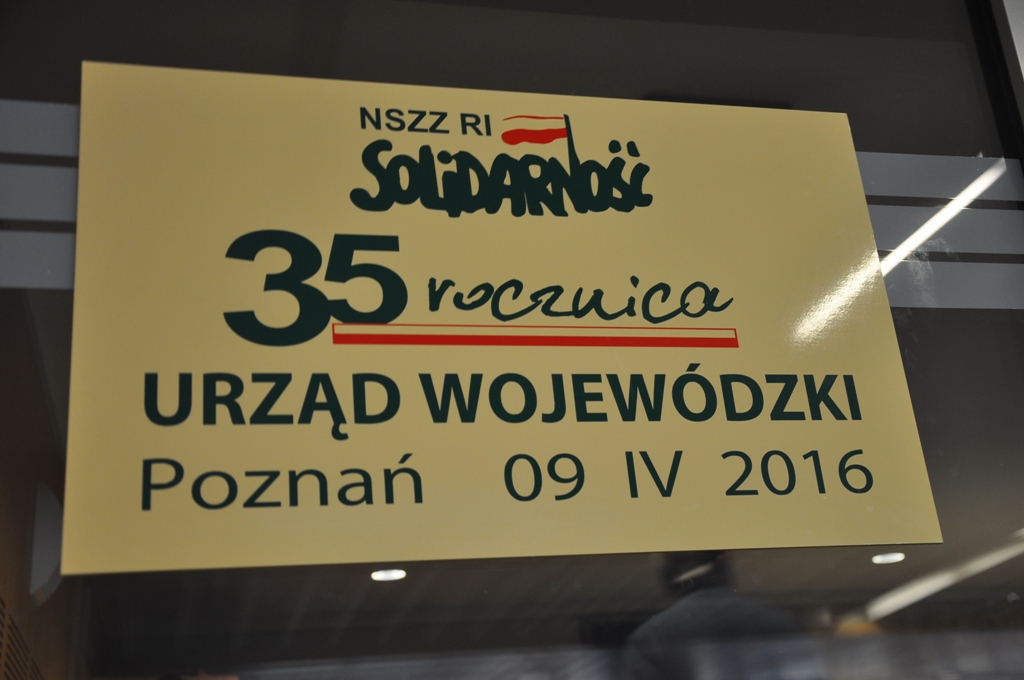 NSZZ RI
SOLiDARNOŚĆ
35 rocznica
URZĄD WOJEWÓDZKI
Poznań 09 IV 2016